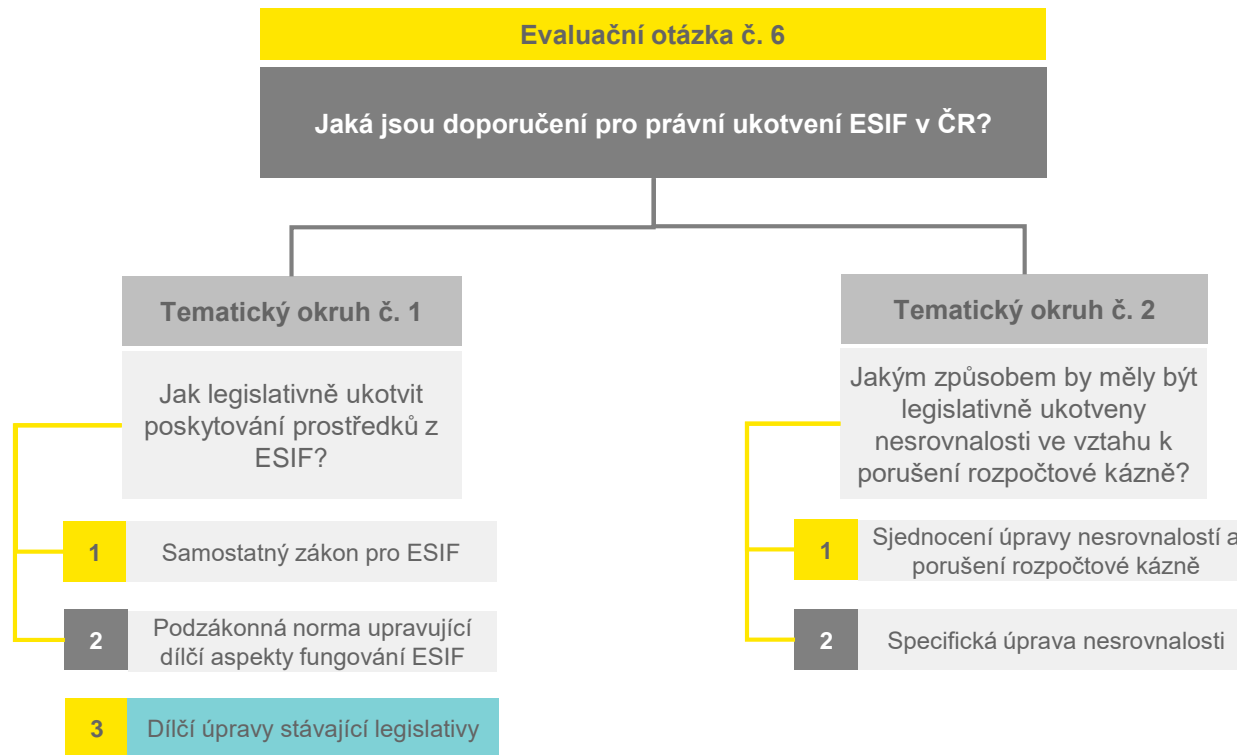 Evaluační otázka č. 6
Jaká jsou doporučení pro právní ukotvení ESIF v ČR?
Tematický okruh č. 1
Jak legislativně ukotvit
poskytování prostředků z
ESIF?
1
Samostatný zákon pro ESIF
2
Podzákonná norma upravující
dílčí aspekty fungování ESIF
3
Dílčí úpravy stávající legislativy
Tematický okruh č. 2
Jakým způsobem by měly být
legislativně ukotveny
nesrovnalosti ve vztahu k
porušení rozpočtové kázně?
1
Sjednocení úpravy nesrovnalostí a
porušení rozpočtové kázně
2
Specifická úprava nesrovnalosti